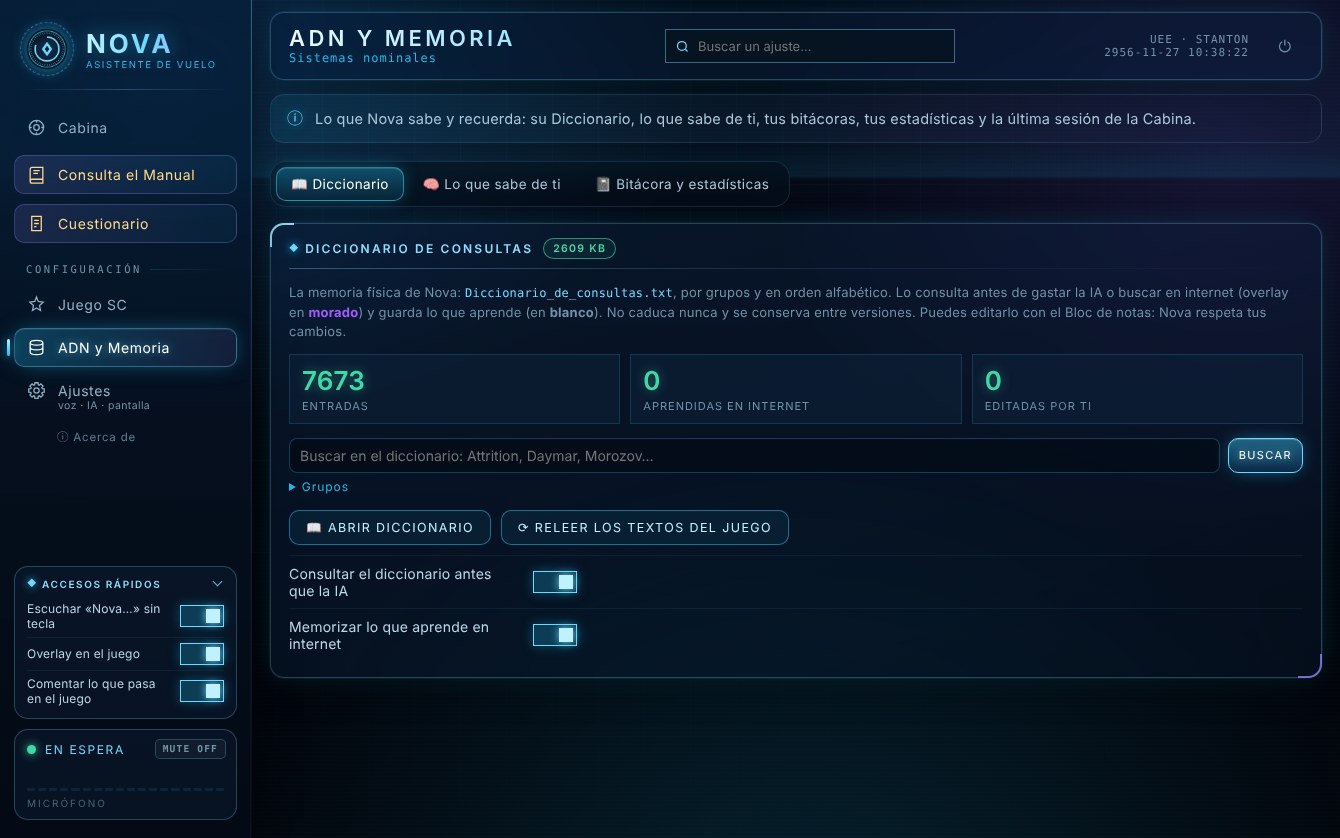 NOVA
ASISTENTE DE VUELO
Cabina
Consulta el Manual
Cuestionario
CONFIGURACIÓN
Juego SC
ADN y Memoria
Ajustes
voz · IA · pantalla
ⓘ Acerca de
ACCESOS RÁPIDOS
Escuchar «Nova...» sin
tecla
Overlay en el juego
Comentar lo que pasa
en el juego
EN ESPERA
MUTE OFF
MICRÓFONO
ADN Y MEMORIA
Sistemas nominales
Buscar un ajuste...
UEE · STANTON
2956-11-27 10:38:22
Lo que Nova sabe y recuerda: su Diccionario, lo que sabe de ti, tus bitácoras, tus estadísticas y la última sesión de la Cabina.
Diccionario
Lo que sabe de ti
Bitácora y estadísticas
DICCIONARIO DE CONSULTAS
2609 KB
La memoria física de Nova: Diccionario_de_consultas.txt, por grupos y en orden alfabético. Lo consulta antes de gastar la IA o buscar en internet (overlay
en morado) y guarda lo que aprende (en blanco). No caduca nunca y se conserva entre versiones. Puedes editarlo con el Bloc de notas: Nova respeta tus
cambios.
7673
ENTRADAS
0
APRENDIDAS EN INTERNET
0
EDITADAS POR TI
Buscar en el diccionario: Attrition, Daymar, Morozov...
BUSCAR
Grupos
ABRIR DICCIONARIO
⟳ RELEER LOS TEXTOS DEL JUEGO
Consultar el diccionario antes
que la IA
Memorizar lo que aprende en
internet